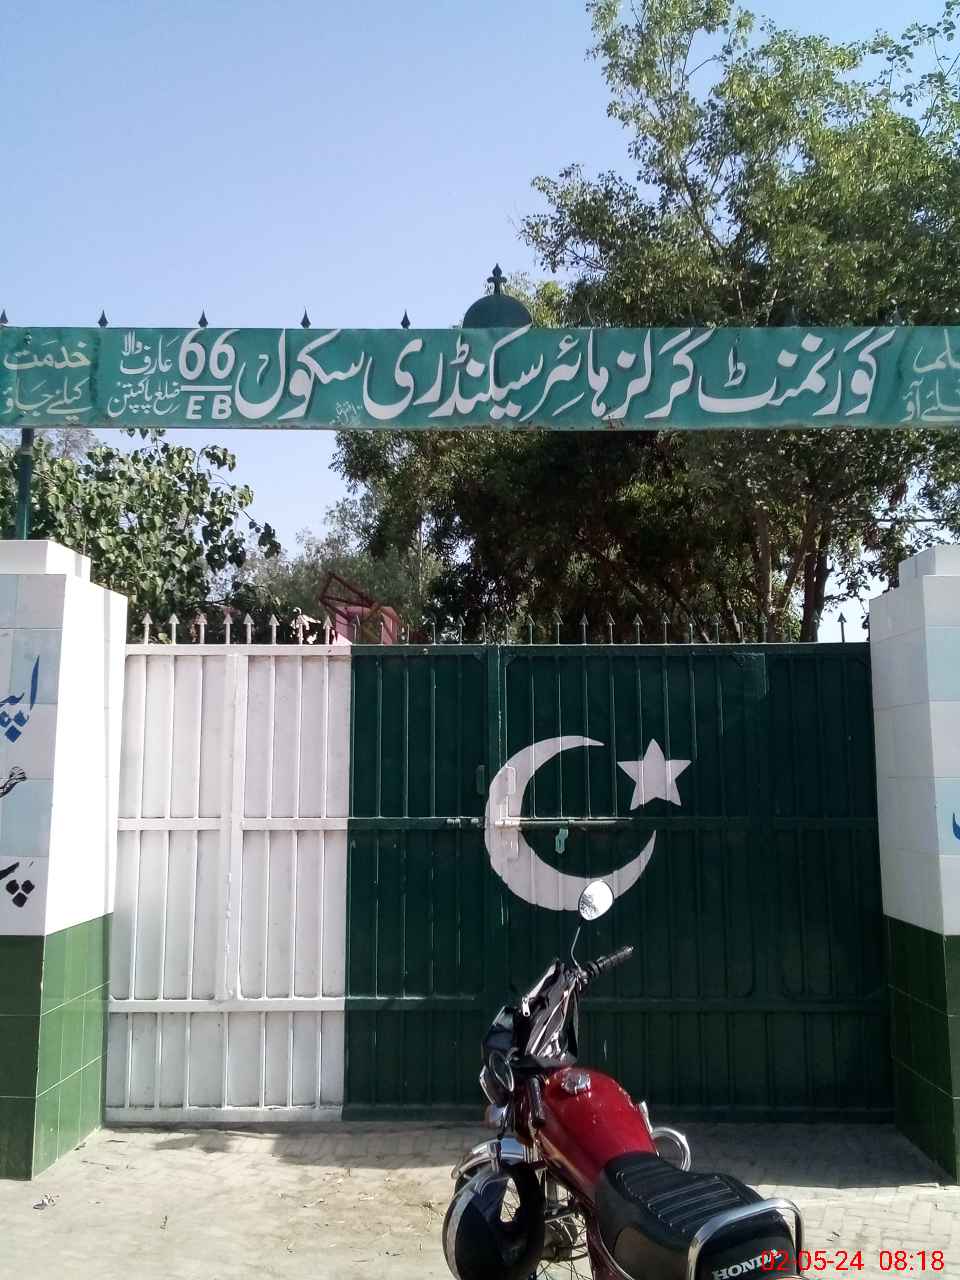 گورنمنٹ گرلز ہائر سیکنڈری سکول 66/EB عارف والا ضلع پاکپتن
خدمت
کیلئے جاؤ
HONDA
02-05-24 08:18